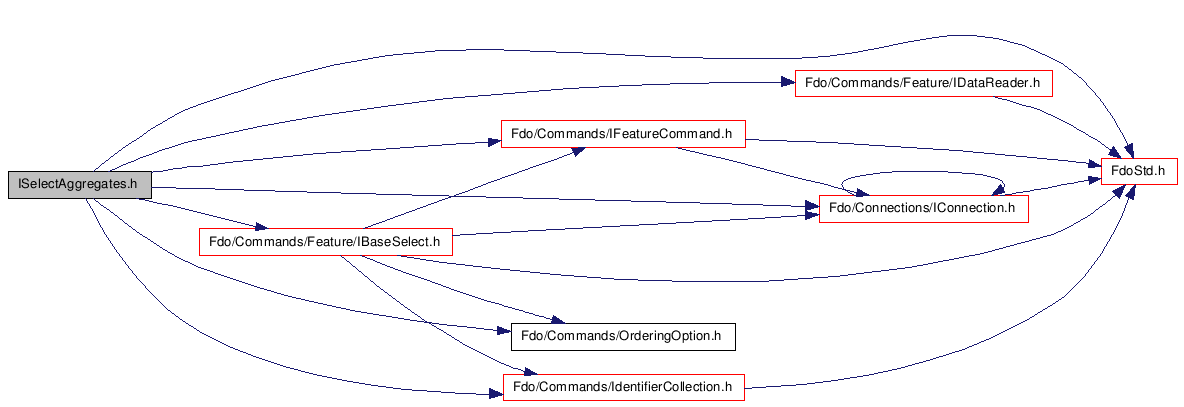 Fdo/Commands/Feature/IDataReader.h
Fdo/Commands/IFeatureCommand.h
FdoStd.h
ISelectAggregates.h
Fdo/Connections/IConnection.h
Fdo/Commands/Feature/IBaseSelect.h
Fdo/Commands/OrderingOption.h
Fdo/Commands/IdentifierCollection.h